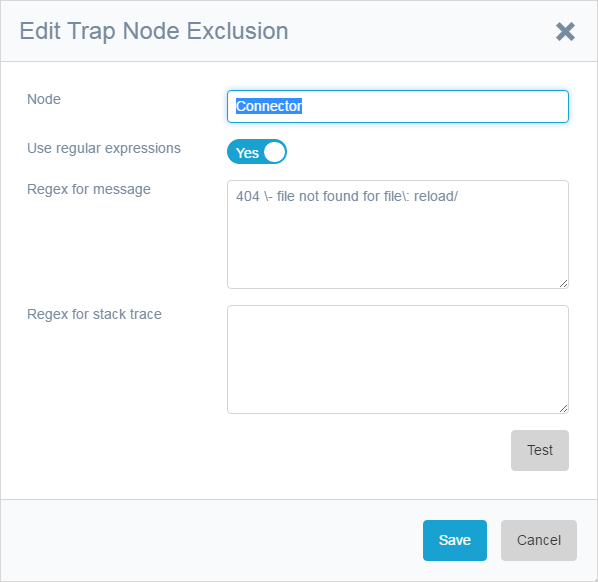 Edit Trap Node Exclusion
Node
Connector
Use regular expressions
Yes
Regex for message
404 \- file not found for file\: reload/
Regex for stack trace
Test
Save
Cancel